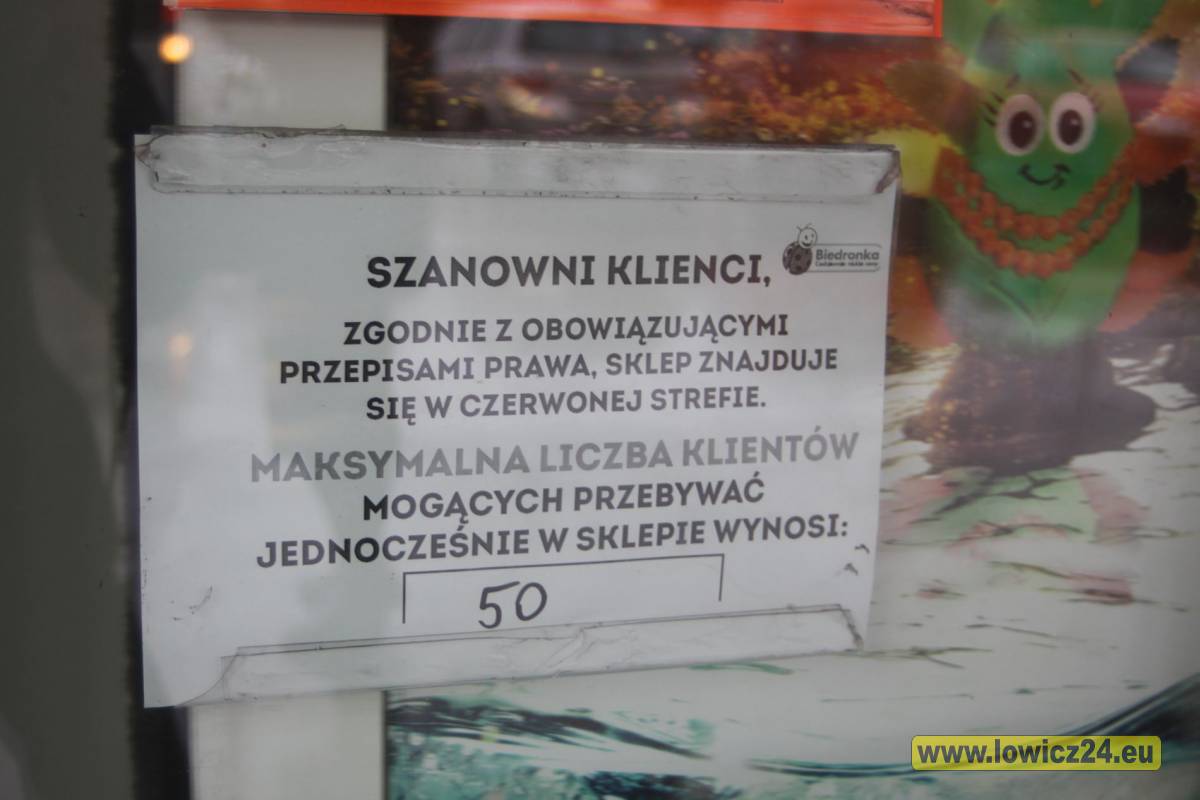 SZANOWNI KLIENCI,
Biedronka
ZGODNIE Z OBOWIĄZUJĄCYMI
PRZEPISAMI PRAWA, SKLEP ZNAJDUJE
SIĘ W CZERWONEJ STREFIE.
MAKSYMALNA LICZBA KLIENTÓW
MOGĄCYCH PRZEBYWAĆ
JEDNOCZEŚNIE W SKLEPIE WYNOSI:
50
www.lowicz24.eu